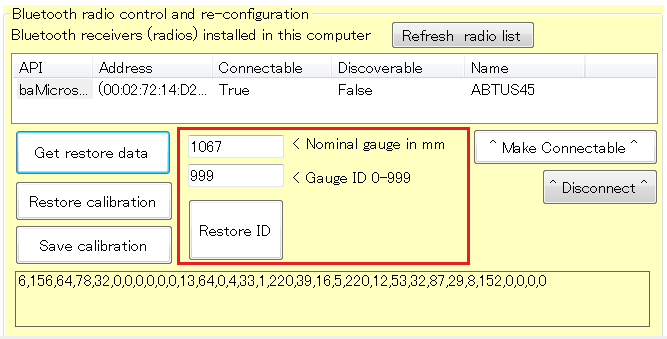 Bluetooth radio control and re-configuration
Bluetooth receivers (radios) installed in this computer Refresh radio list
API Address Connectable Discoverable Name
baMicros... (00:02:72:14:D2... True False ABTUS45
Get restore data 1067 < Nominal gauge in mm ^ Make Connectable ^
999 < Gauge ID 0-999 ^ Disconnect ^
Restore calibration
Restore ID
Save calibration
6,156,64,78,32,0,0,0,0,0,0,13,64,0,4,33,1,220,39,16,5,220,12,53,32,87,29,8,152,0,0,0,0